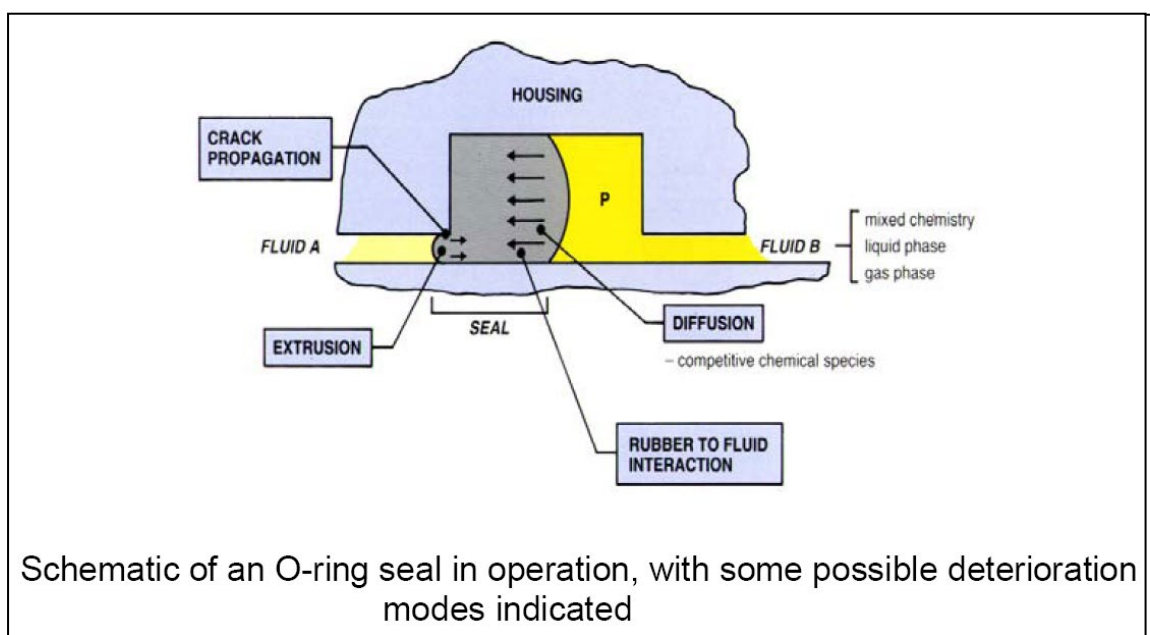 HOUSING
CRACK
PROPAGATION
P
FLUID A
FLUID B
mixed chemistry
liquid phase
gas phase
SEAL
EXTRUSION
DIFFUSION
– competitive chemical species
RUBBER TO FLUID
INTERACTION
Schematic of an O-ring seal in operation, with some possible deterioration
modes indicated